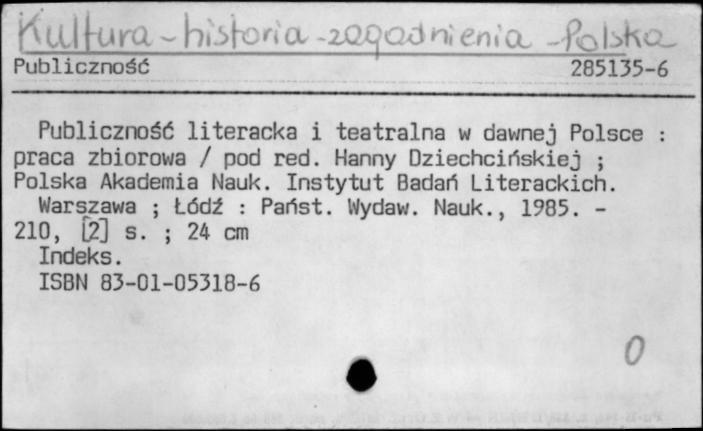 Kultura - historia - zagadnienia - Polska
Publiczność 285135-6
Publiczność literacka i teatralna w dawnej Polsce :
praca zbiorowa / pod red. Hanny Dziechcińskiej ;
Polska Akademia Nauk. Instytut Badań Literackich.
Warszawa ; Łódź : Państ. Wydaw. Nauk., 1985. -
210, [2] s. ; 24 cm
Indeks.
ISBN 83-01-05318-6
0